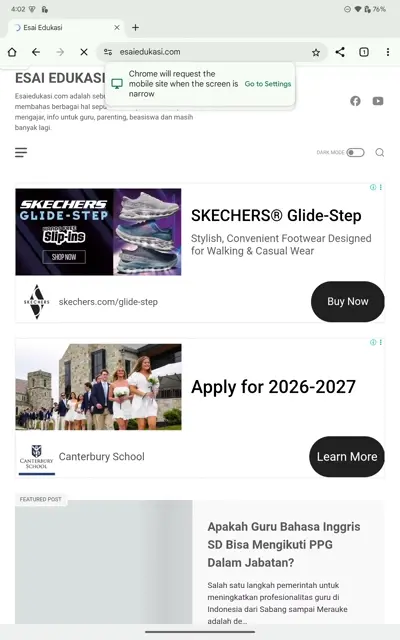 4:02
76%
Esai Edukasi
esaiedukasi.com
1
Chrome will request the
mobile site when the screen is
narrow
Go to Settings
ESAI EDUKASI
Esaiedukasi.com adalah
membahas berbagai hal
mengajar, info untuk guru, parenting, beasiswa dan masih
banyak lagi.
DARK MODE
SKECHERS
GLIDE-STEP
Slip-ins
SHOP NOW
SKECHERS® Glide-Step
Stylish, Convenient Footwear Designed
for Walking & Casual Wear
SKECHERS
skechers.com/glide-step
Buy Now
Apply for 2026-2027
CANTERBURY
SCHOOL
Canterbury School
Learn More
FEATURED POST
Apakah Guru Bahasa Inggris
SD Bisa Mengikuti PPG
Dalam Jabatan?
Salah satu langkah pemerintah untuk
meningkatkan profesionalitas guru di
Indonesia dari Sabang sampai Merauke
adalah de…